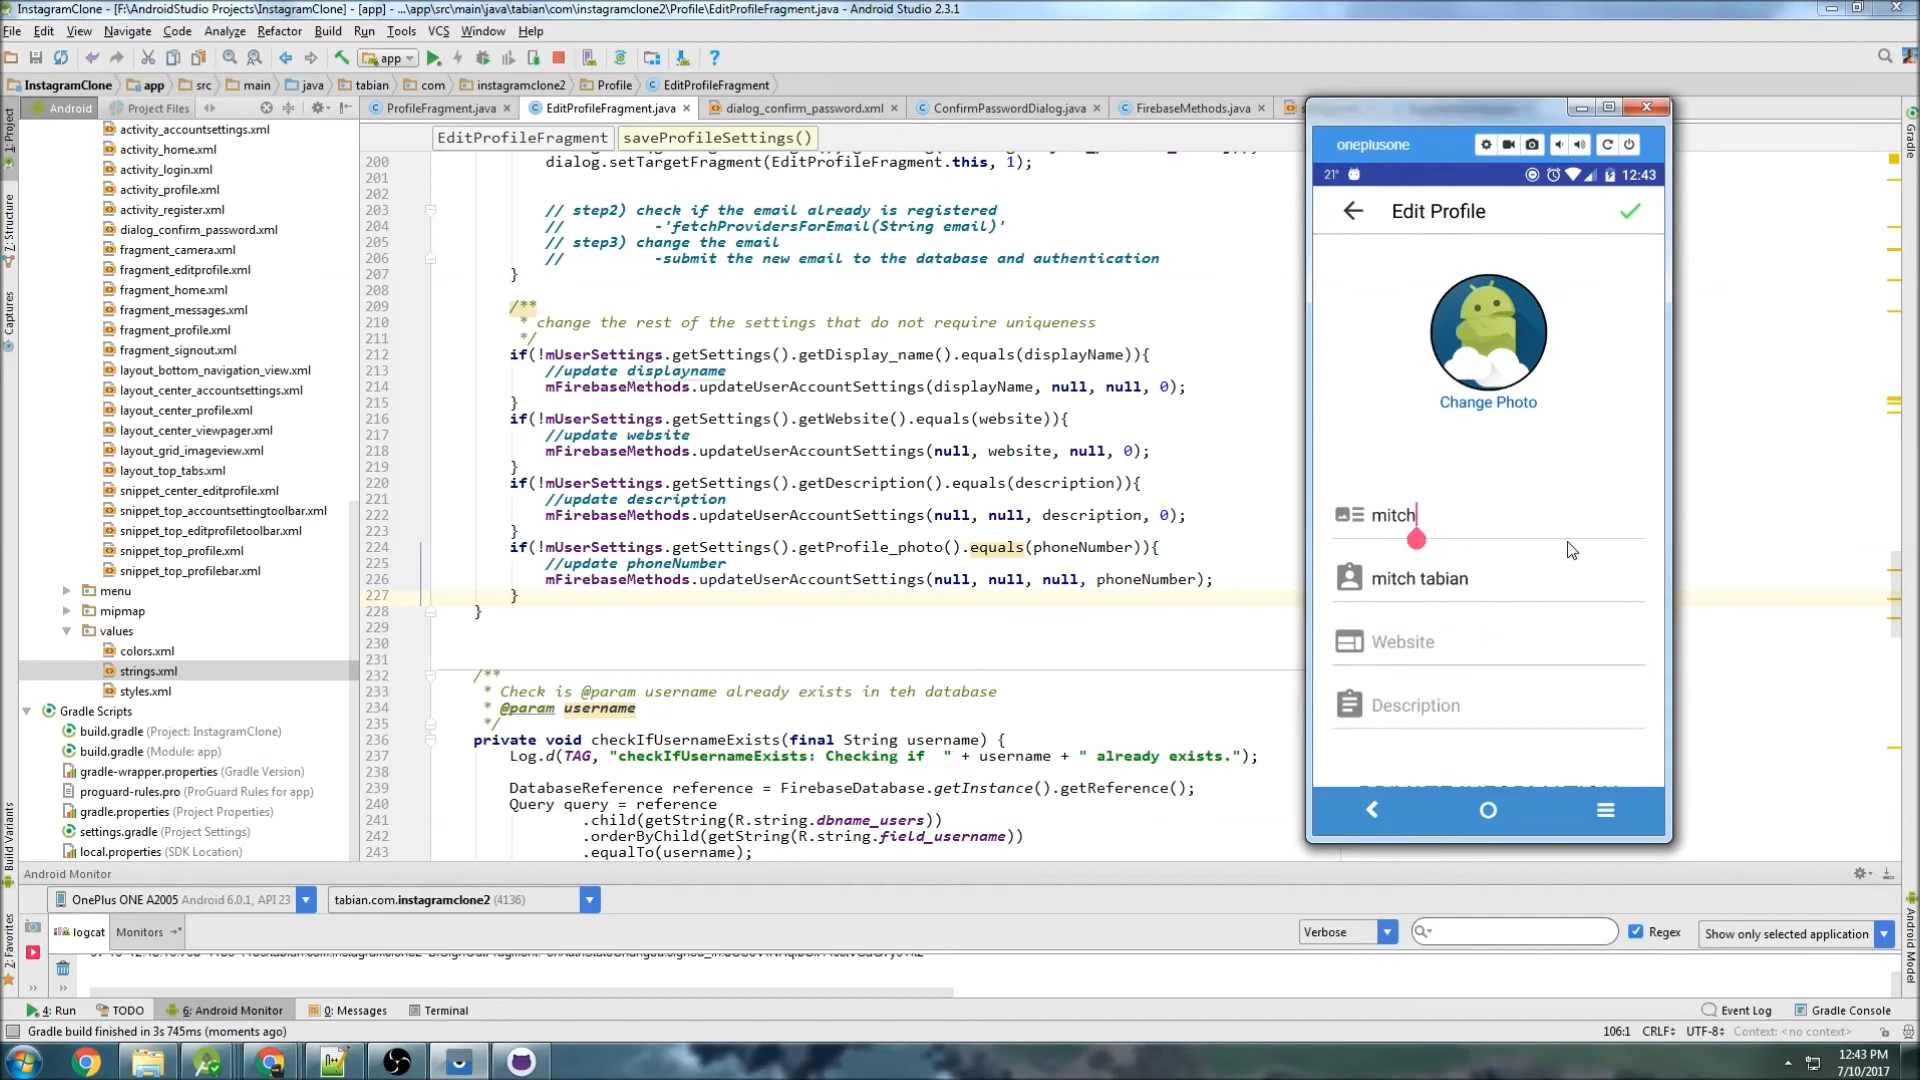 InstagramClone - [F:\AndroidStudio Projects\InstagramClone] - [app] - ...\app\src\main\java\tabian\com\instagramclone2\Profile\EditProfileFragment.java - Android Studio 2.3.1
File Edit View Navigate Code Analyze Refactor Build Run Tools VCS Window Help
app
InstagramClone app src main java tabian com instagramclone2 Profile EditProfileFragment
Android Project Files
ProfileFragment.java EditProfileFragment.java dialog_confirm_password.xml ConfirmPasswordDialog.java FirebaseMethods.java
EditProfileFragment saveProfileSettings()
1: Project
7: Structure
Captures
Build Variants
2: Favorites
Gradle
Android Model
activity_accountsettings.xml
activity_home.xml
activity_login.xml
activity_profile.xml
activity_register.xml
dialog_confirm_password.xml
fragment_camera.xml
fragment_editprofile.xml
fragment_home.xml
fragment_messages.xml
fragment_profile.xml
fragment_signout.xml
layout_bottom_navigation_view.xml
layout_center_accountsettings.xml
layout_center_profile.xml
layout_center_viewpager.xml
layout_grid_imageview.xml
layout_top_tabs.xml
snippet_center_editprofile.xml
snippet_top_accountsettingtoolbar.xml
snippet_top_editprofiletoolbar.xml
snippet_top_profile.xml
snippet_top_profilebar.xml
menu
mipmap
values
colors.xml
strings.xml
styles.xml
Gradle Scripts
build.gradle (Project: InstagramClone)
build.gradle (Module: app)
gradle-wrapper.properties (Gradle Version)
proguard-rules.pro (ProGuard Rules for app)
gradle.properties (Project Properties)
settings.gradle (Project Settings)
local.properties (SDK Location)
200 dialog.setTargetFragment(EditProfileFragment.this, 1);
201
202
203 // step2) check if the email already is registered
204 // -'fetchProvidersForEmail(String email)'
205 // step3) change the email
206 // -submit the new email to the database and authentication
207 }
208
209 /**
210 * change the rest of the settings that do not require uniqueness
211 */
212 if(!mUserSettings.getSettings().getDisplay_name().equals(displayName)){
213 //update displayname
214 mFirebaseMethods.updateUserAccountSettings(displayName, null, null, 0);
215 }
216 if(!mUserSettings.getSettings().getWebsite().equals(website)){
217 //update website
218 mFirebaseMethods.updateUserAccountSettings(null, website, null, 0);
219 }
220 if(!mUserSettings.getSettings().getDescription().equals(description)){
221 //update description
222 mFirebaseMethods.updateUserAccountSettings(null, null, description, 0);
223 }
224 if(!mUserSettings.getSettings().getProfile_photo().equals(phoneNumber)){
225 //update phoneNumber
226 mFirebaseMethods.updateUserAccountSettings(null, null, null, phoneNumber);
227 }
228 }
229
230
231
232 /**
233 * Check is @param username already exists in teh database
234 * @param username
235 */
236 private void checkIfUsernameExists(final String username) {
237 Log.d(TAG, "checkIfUsernameExists: Checking if  " + username + " already exists.");
238
239 DatabaseReference reference = FirebaseDatabase.getInstance().getReference();
240 Query query = reference
241 .child(getString(R.string.dbname_users))
242 .orderByChild(getString(R.string.field_username))
243 .equalTo(username);
oneplusone
21° 12:43
Edit Profile
Change Photo
mitch
mitch tabian
Website
Description
Android Monitor
OnePlus ONE A2005 Android 6.0.1, API 23 tabian.com.instagramclone2 (4136)
logcat Monitors Verbose Regex Show only selected application
4: Run TODO 6: Android Monitor 0: Messages Terminal Event Log Gradle Console
Gradle build finished in 3s 745ms (moments ago) 106:1 CRLF UTF-8 Context: <no context>
12:43 PM
7/10/2017